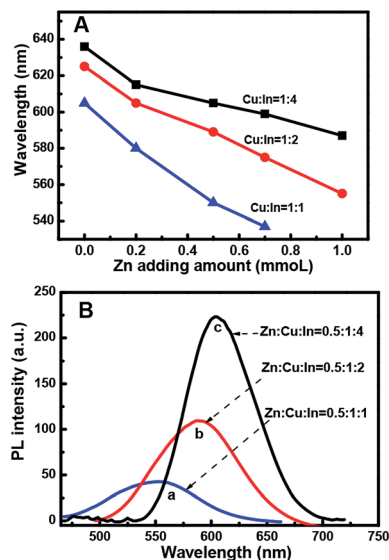 A
Wavelength (nm)
640
620
600
580
560
540
Cu:In=1:4
Cu:In=1:2
Cu:In=1:1
0.0 0.2 0.4 0.6 0.8 1.0
Zn adding amount (mmoL)
B
PL intensity (a.u.)
250
200
150
100
50
0
c
Zn:Cu:In=0.5:1:4
Zn:Cu:In=0.5:1:2
b
Zn:Cu:In=0.5:1:1
a
500 550 600 650 700 750
Wavelength (nm)